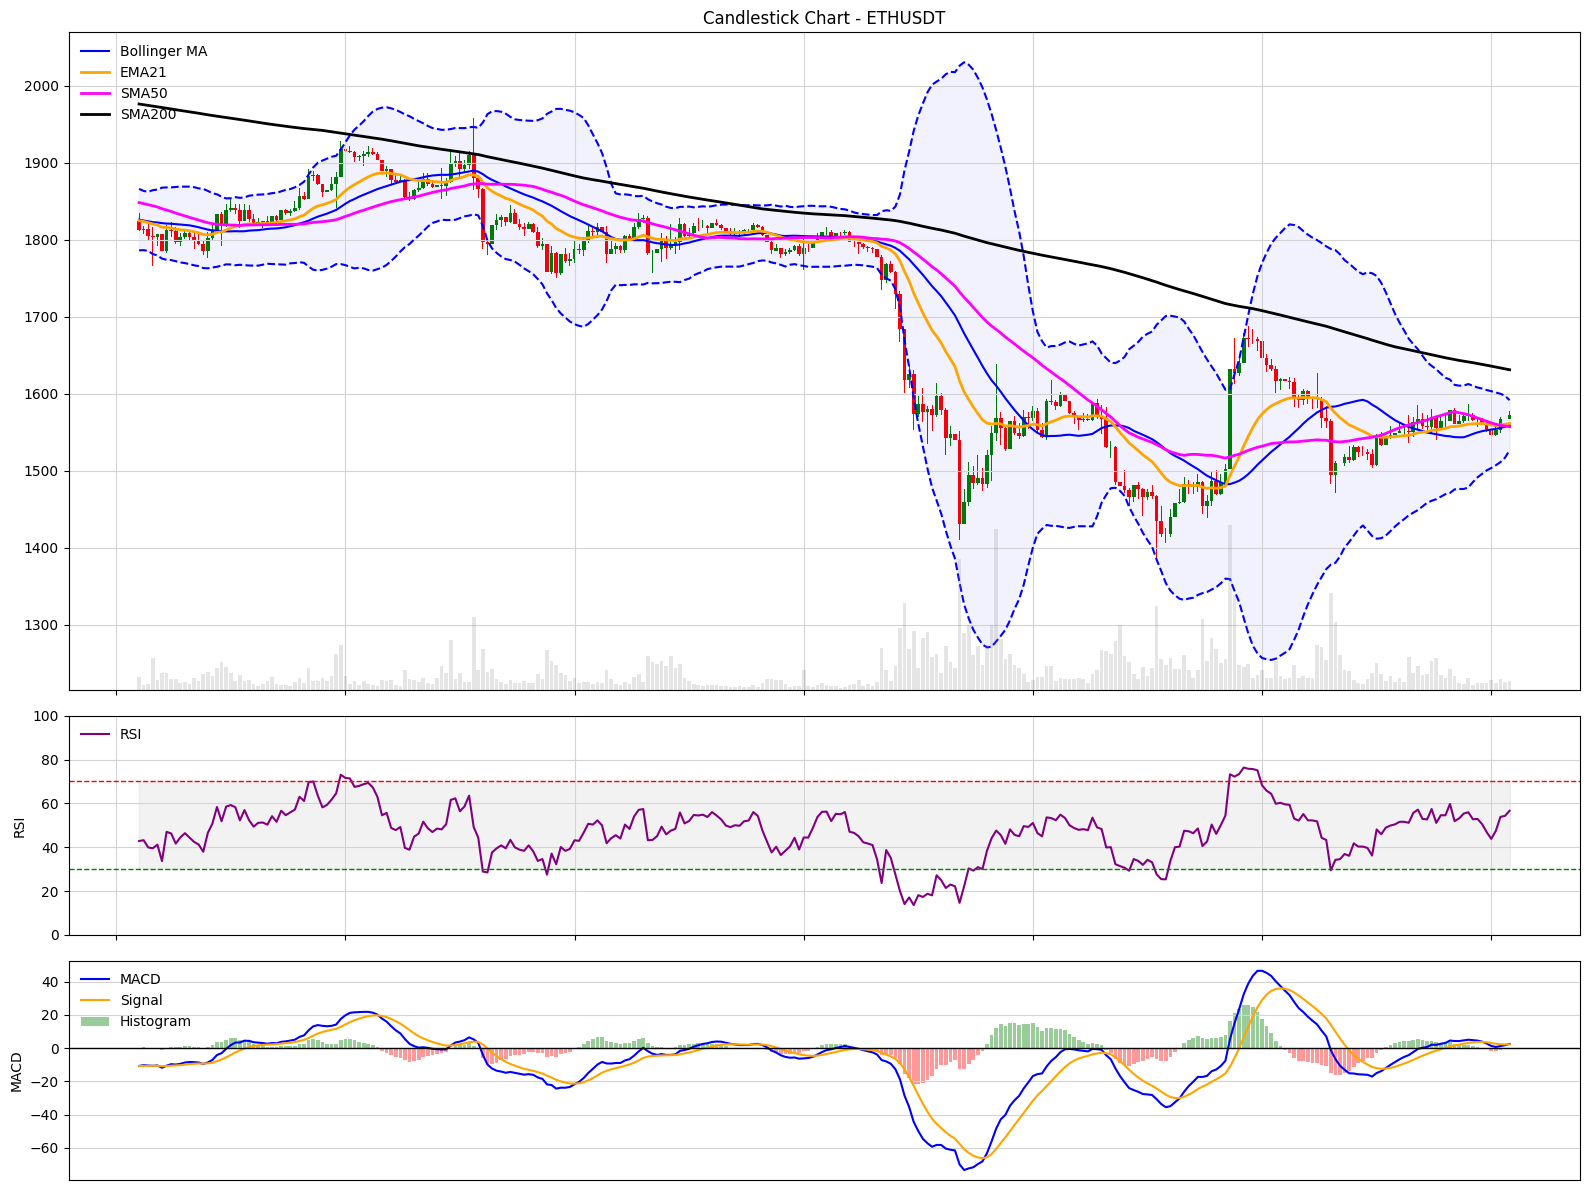 Candlestick Chart - ETHUSDT
Bollinger MA
EMA21
SMA50
SMA200
2000
1900
1800
1700
1600
1500
1400
1300
RSI
100
80
60
40
20
0
RSI
MACD
Signal
Histogram
40
20
0
−20
−40
−60
MACD